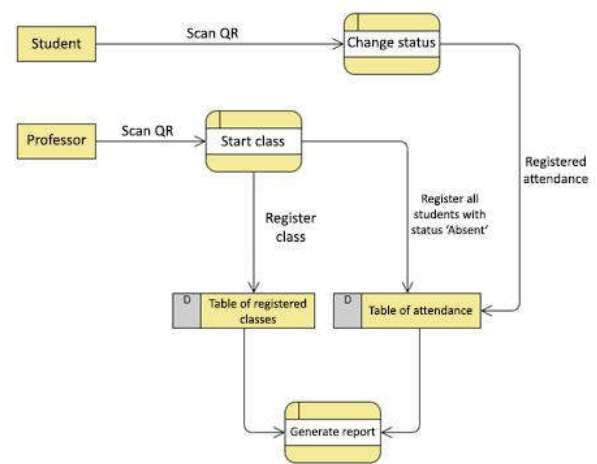 Student
Scan QR
Change status
Professor
Scan QR
Start class
Registered
attendance
Register
class
Register all
students with
status ‘Absent’
D
Table of registered
classes
D
Table of attendance
Generate report